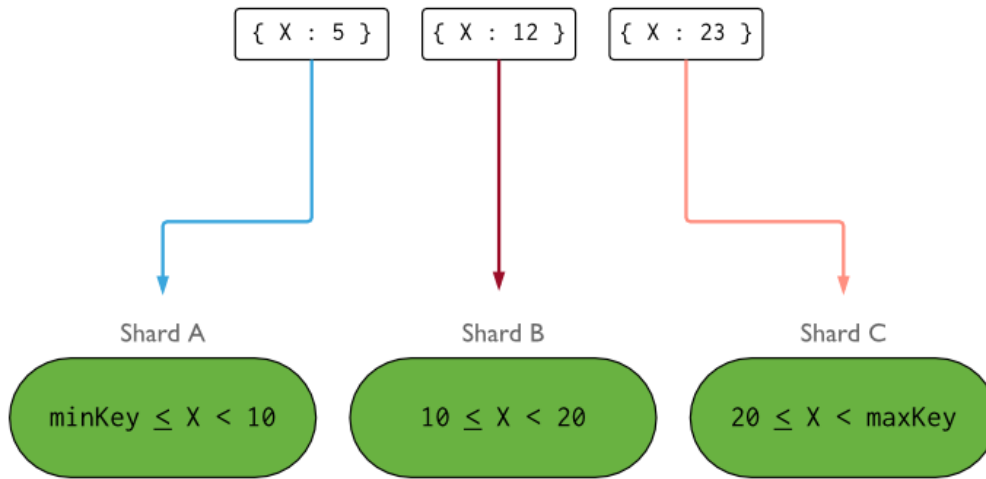 { X : 5 }
{ X : 12 }
{ X : 23 }
Shard A
Shard B
Shard C
minKey ≤ X < 10
10 ≤ X < 20
20 ≤ X < maxKey